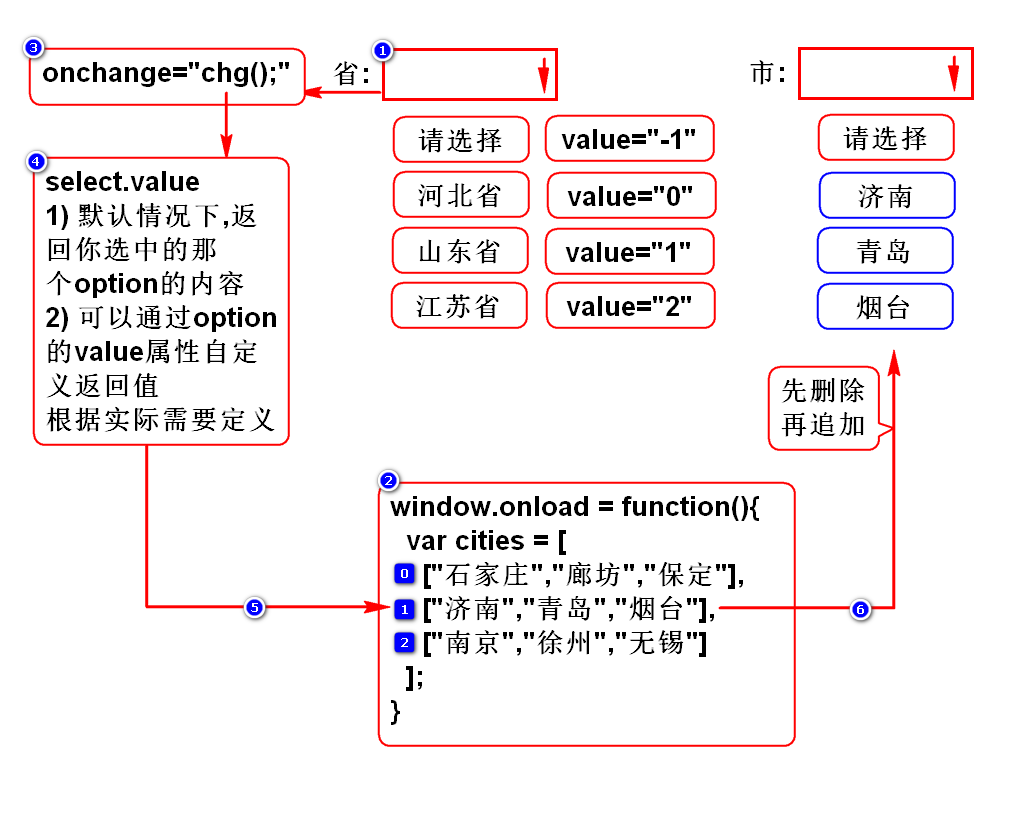 3
onchange="chg();"
省:
1
市:
请选择
value="-1"
河北省
value="0"
山东省
value="1"
江苏省
value="2"
请选择
济南
青岛
烟台
4
select.value
1) 默认情况下,返
回你选中的那
个option的内容
2) 可以通过option
的value属性自定
义返回值
根据实际需要定义
先删除
再追加
2
window.onload = function(){
var cities = [
0 ["石家庄","廊坊","保定"],
1 ["济南","青岛","烟台"],
2 ["南京","徐州","无锡"]
];
}
5
6